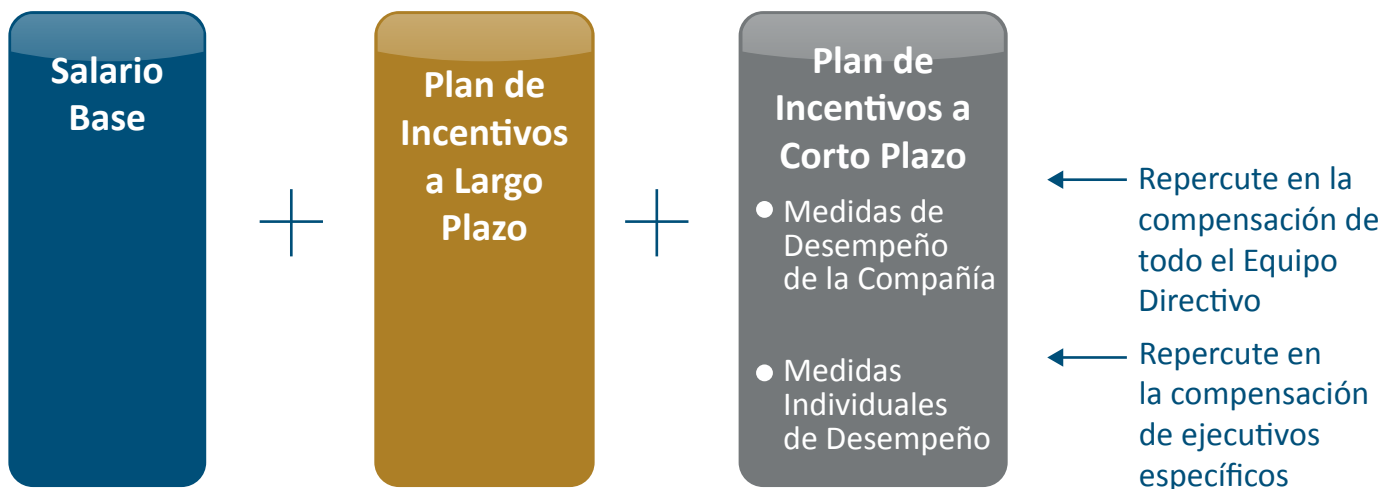 Salario
Base
Plan de
Incentivos
a Largo
Plazo
Plan de
Incentivos a
Corto Plazo
Medidas de
Desempeño
de la Compañía
Medidas
Individuales
de Desempeño
Repercute en la
compensación de
todo el Equipo
Directivo
Repercute en
la compensación
de ejecutivos
específicos